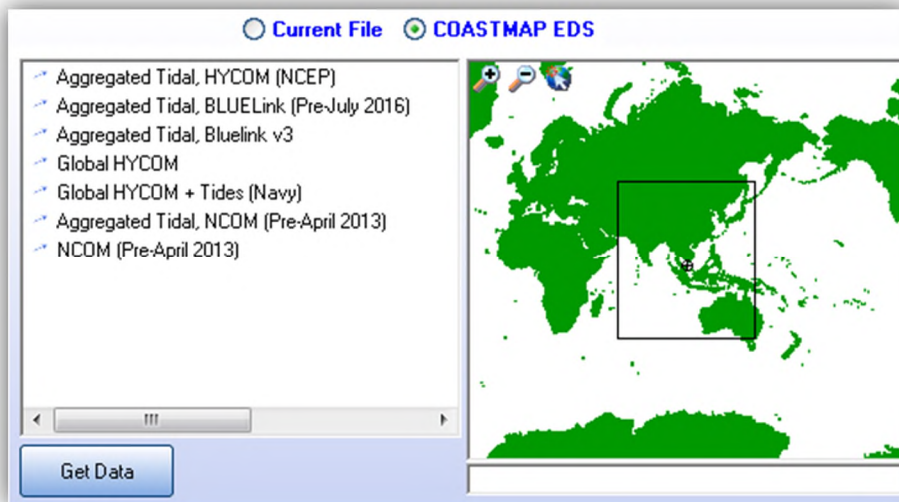 Current File COASTMAP EDS
Aggregated Tidal, HYCOM (NCEP)
Aggregated Tidal, BLUELink (Pre-July 2016)
Aggregated Tidal, Bluelink v3
Global HYCOM
Global HYCOM + Tides (Navy)
Aggregated Tidal, NCOM (Pre-April 2013)
NCOM (Pre-April 2013)
Get Data